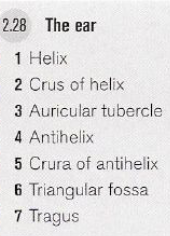 2.28 The ear
1 Helix
2 Crus of helix
3 Auricular tubercle
4 Antihelix
5 Crura of antihelix
6 Triangular fossa
7 Tragus